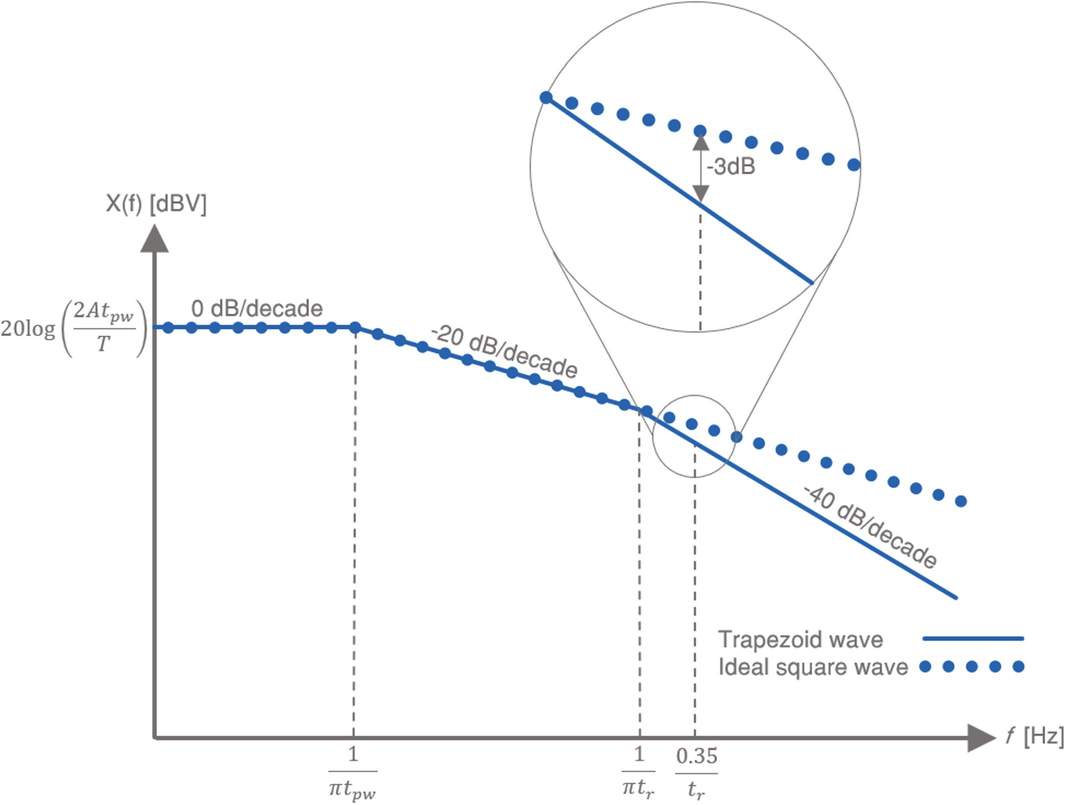 -3dB
X(f) [dBV]
20log(2At_pw/T)
0 dB/decade
-20 dB/decade
-40 dB/decade
Trapezoid wave
Ideal square wave
f [Hz]
1/πt_pw
1/πt_r
0.35/t_r